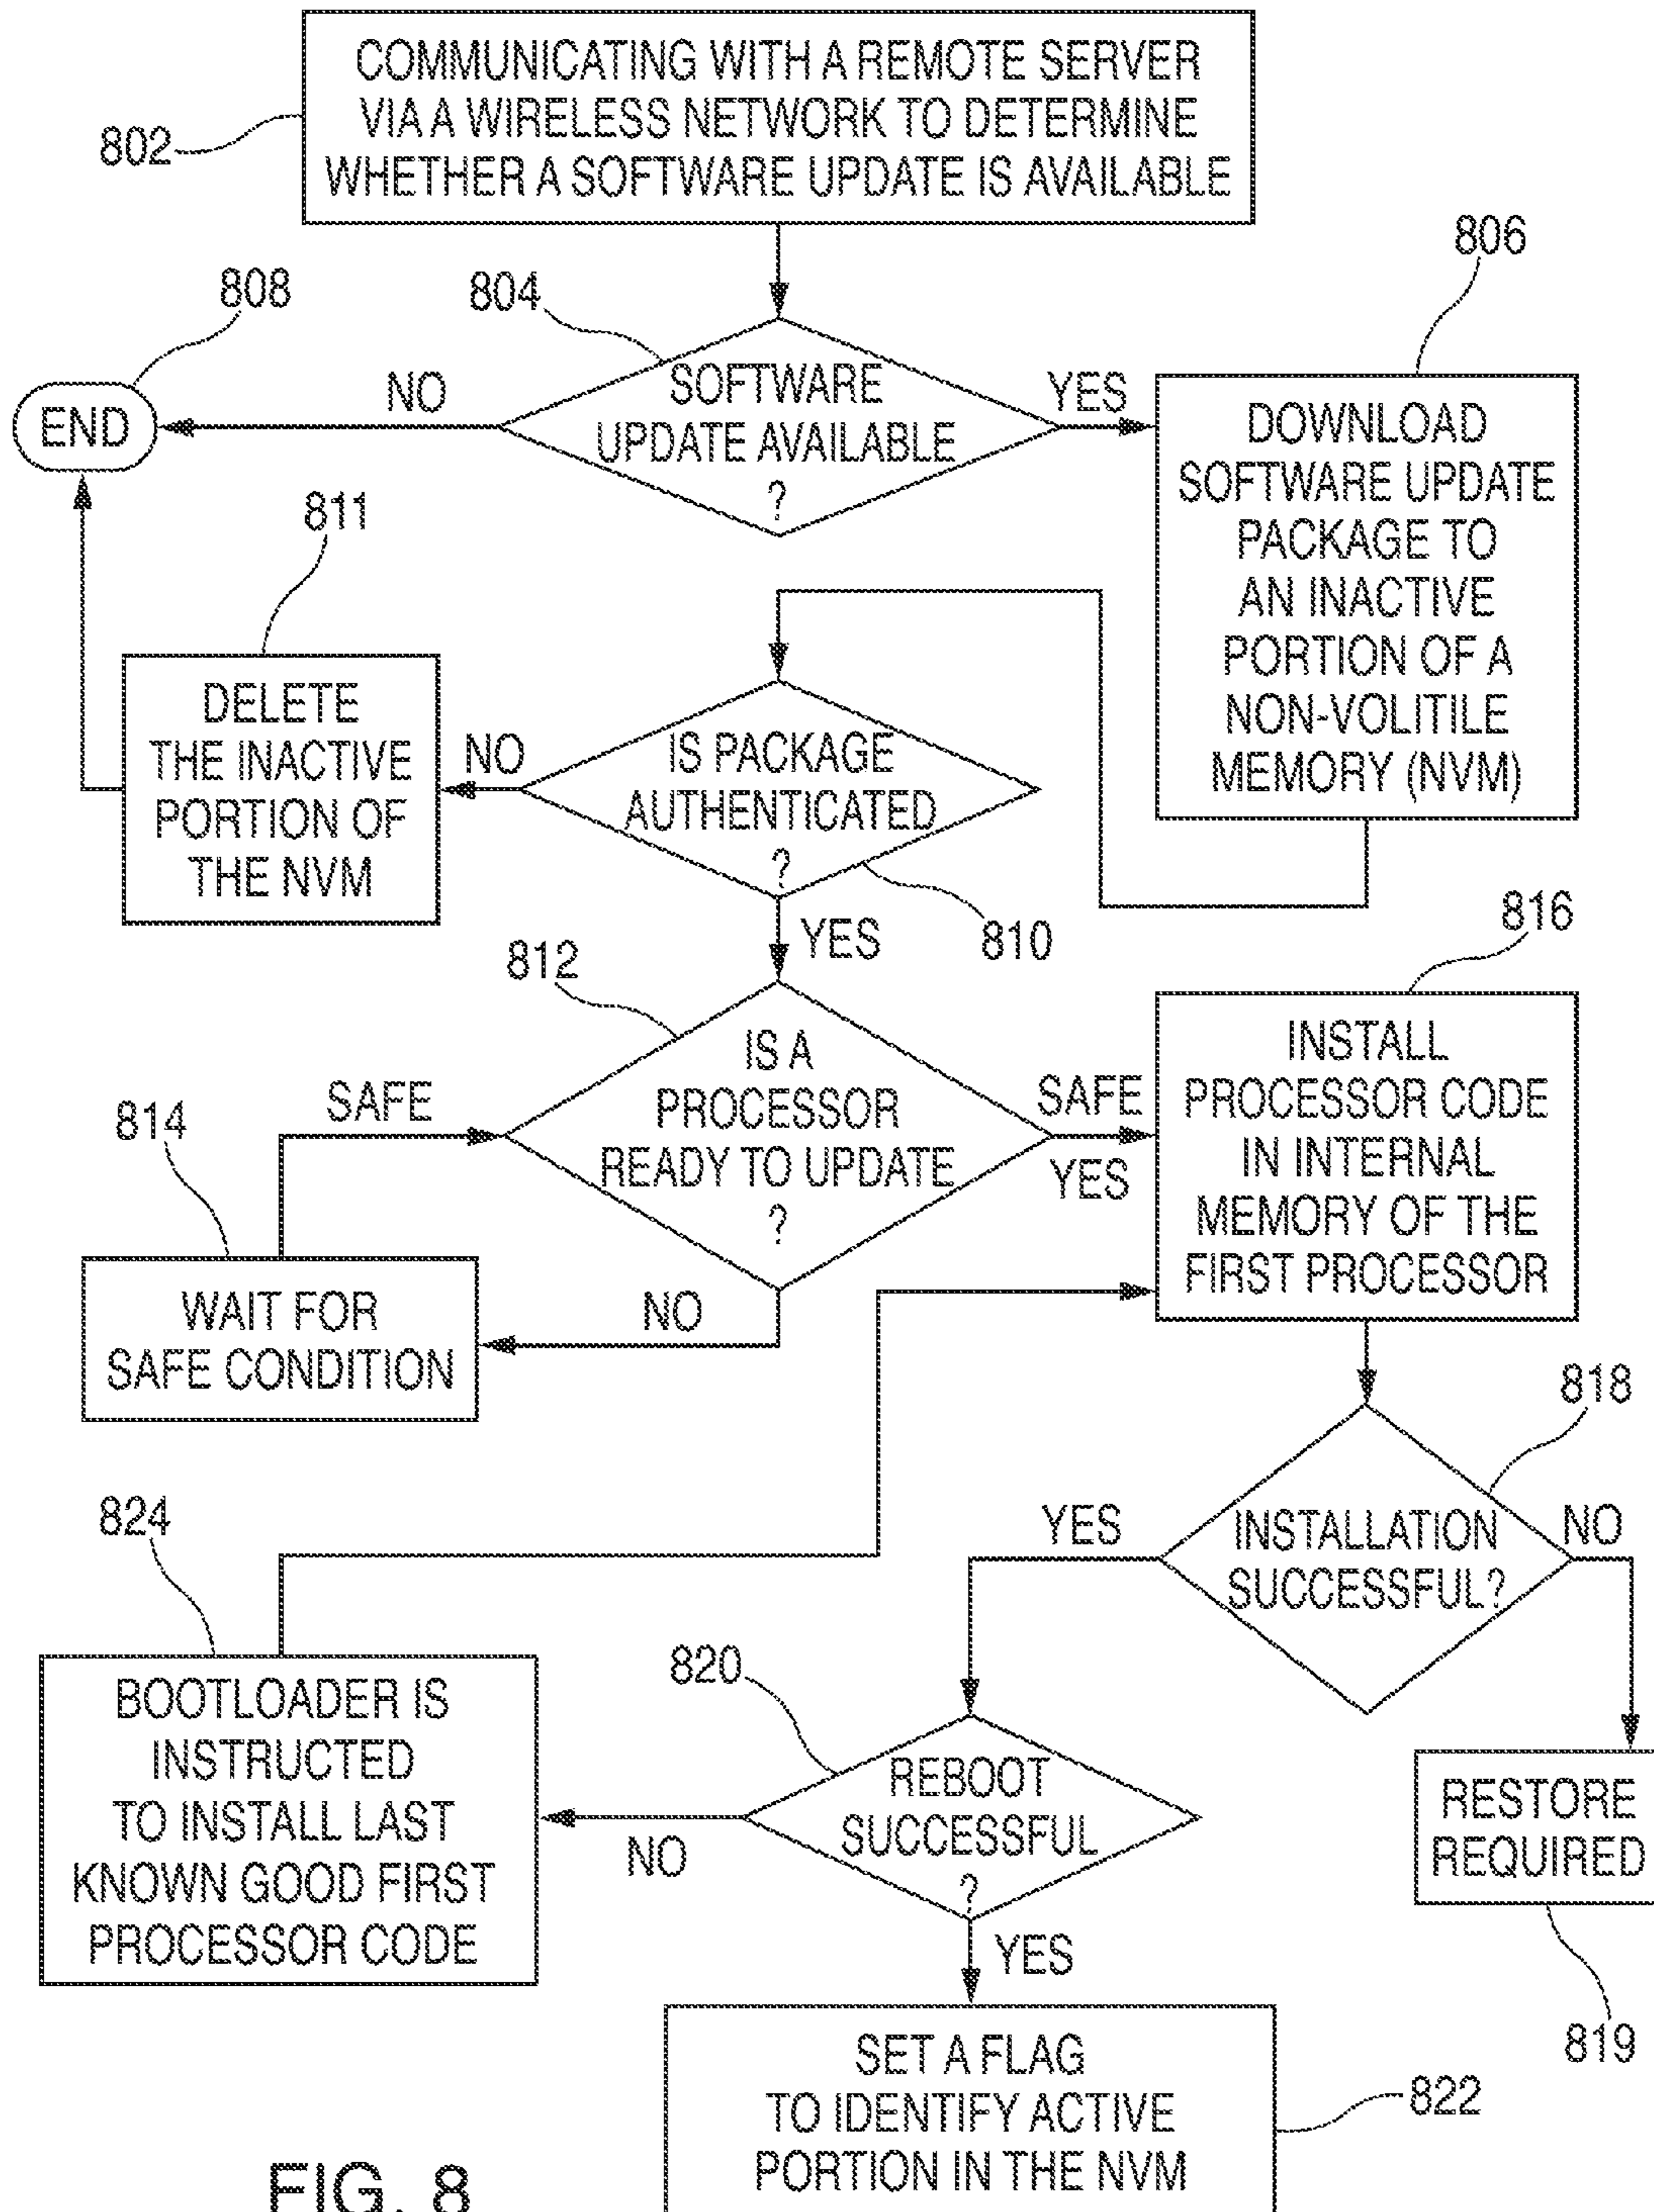 COMMUNICATING WITH A REMOTE SERVER
VIA A WIRELESS NETWORK TO DETERMINE
WHETHER A SOFTWARE UPDATE IS AVAILABLE
802
806
808
804
NO
SOFTWARE
UPDATE AVAILABLE
?
YES
END
DOWNLOAD
SOFTWARE UPDATE
PACKAGE TO
AN INACTIVE
PORTION OF A
NON-VOLITILE
MEMORY (NVM)
811
DELETE
THE INACTIVE
PORTION OF
THE NVM
NO
IS PACKAGE
AUTHENTICATED
?
810
YES
812
816
IS A
PROCESSOR
READY TO UPDATE
?
SAFE
YES
INSTALL
PROCESSOR CODE
IN INTERNAL
MEMORY OF THE
FIRST PROCESSOR
814
SAFE
WAIT FOR
SAFE CONDITION
NO
818
YES
INSTALLATION
SUCCESSFUL?
NO
824
BOOTLOADER IS
INSTRUCTED
TO INSTALL LAST
KNOWN GOOD FIRST
PROCESSOR CODE
820
REBOOT
SUCCESSFUL
?
NO
YES
RESTORE
REQUIRED
819
SET A FLAG
TO IDENTIFY ACTIVE
PORTION IN THE NVM
822
FIG. 8